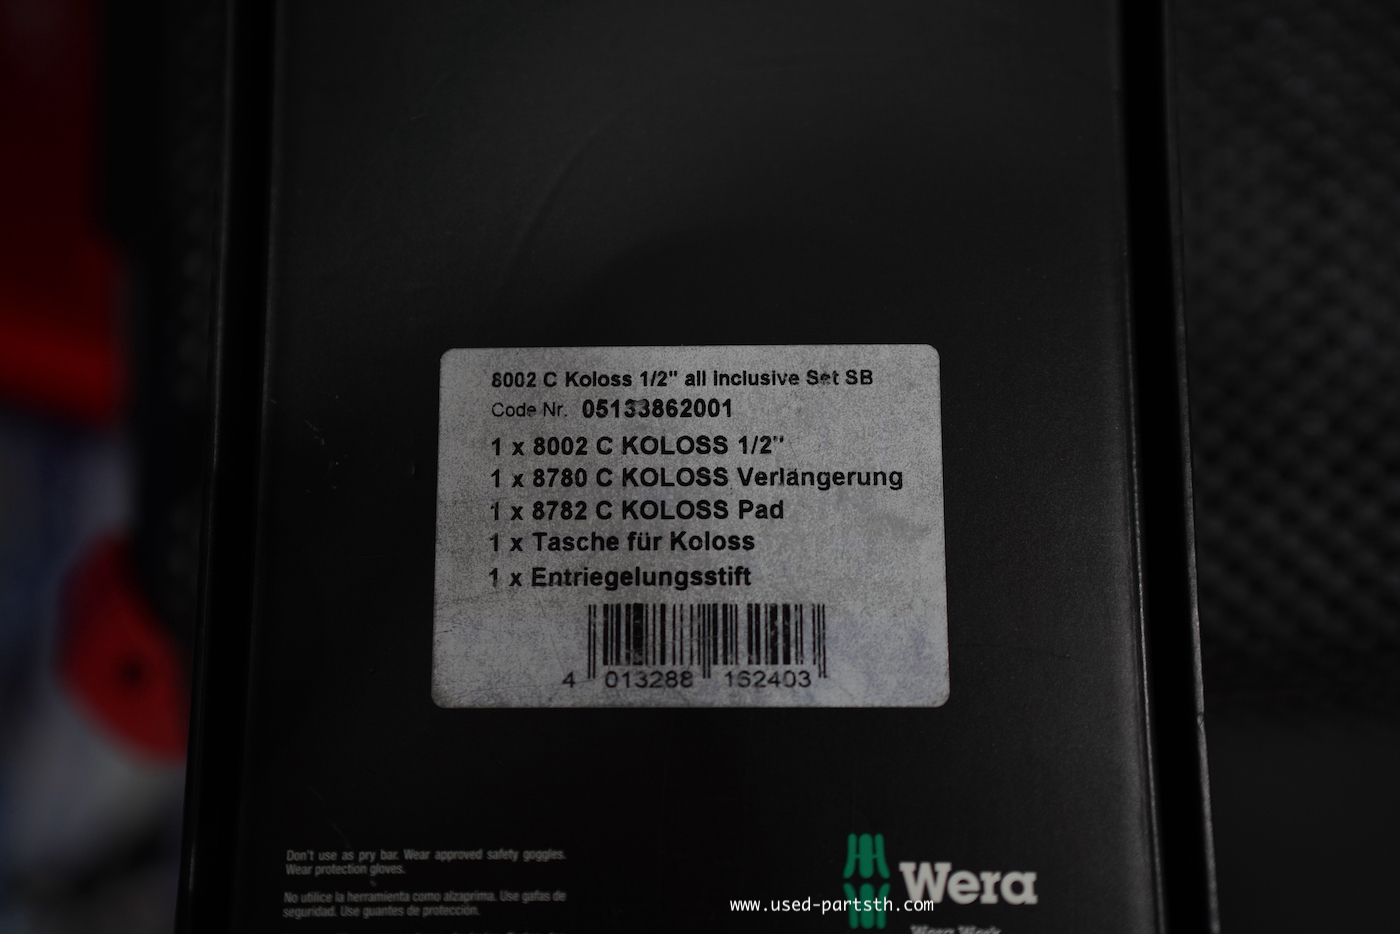 8002 C Koloss 1/2" all inclusive Set SB
Code Nr. 05133862001
1 x 8002 C KOLOSS 1/2"
1 x 8780 C KOLOSS Verlängerung
1 x 8782 C KOLOSS Pad
1 x Tasche für Koloss
1 x Entriegelungsstift
4 013288 162403
Don't use as pry bar. Wear approved safety goggles.
Wear protection gloves.
No utilice la herramienta como alzaprima. Use gafas de
seguridad. Use guantes de protección.
Wera
www.used-partsth.com
Wera Werk